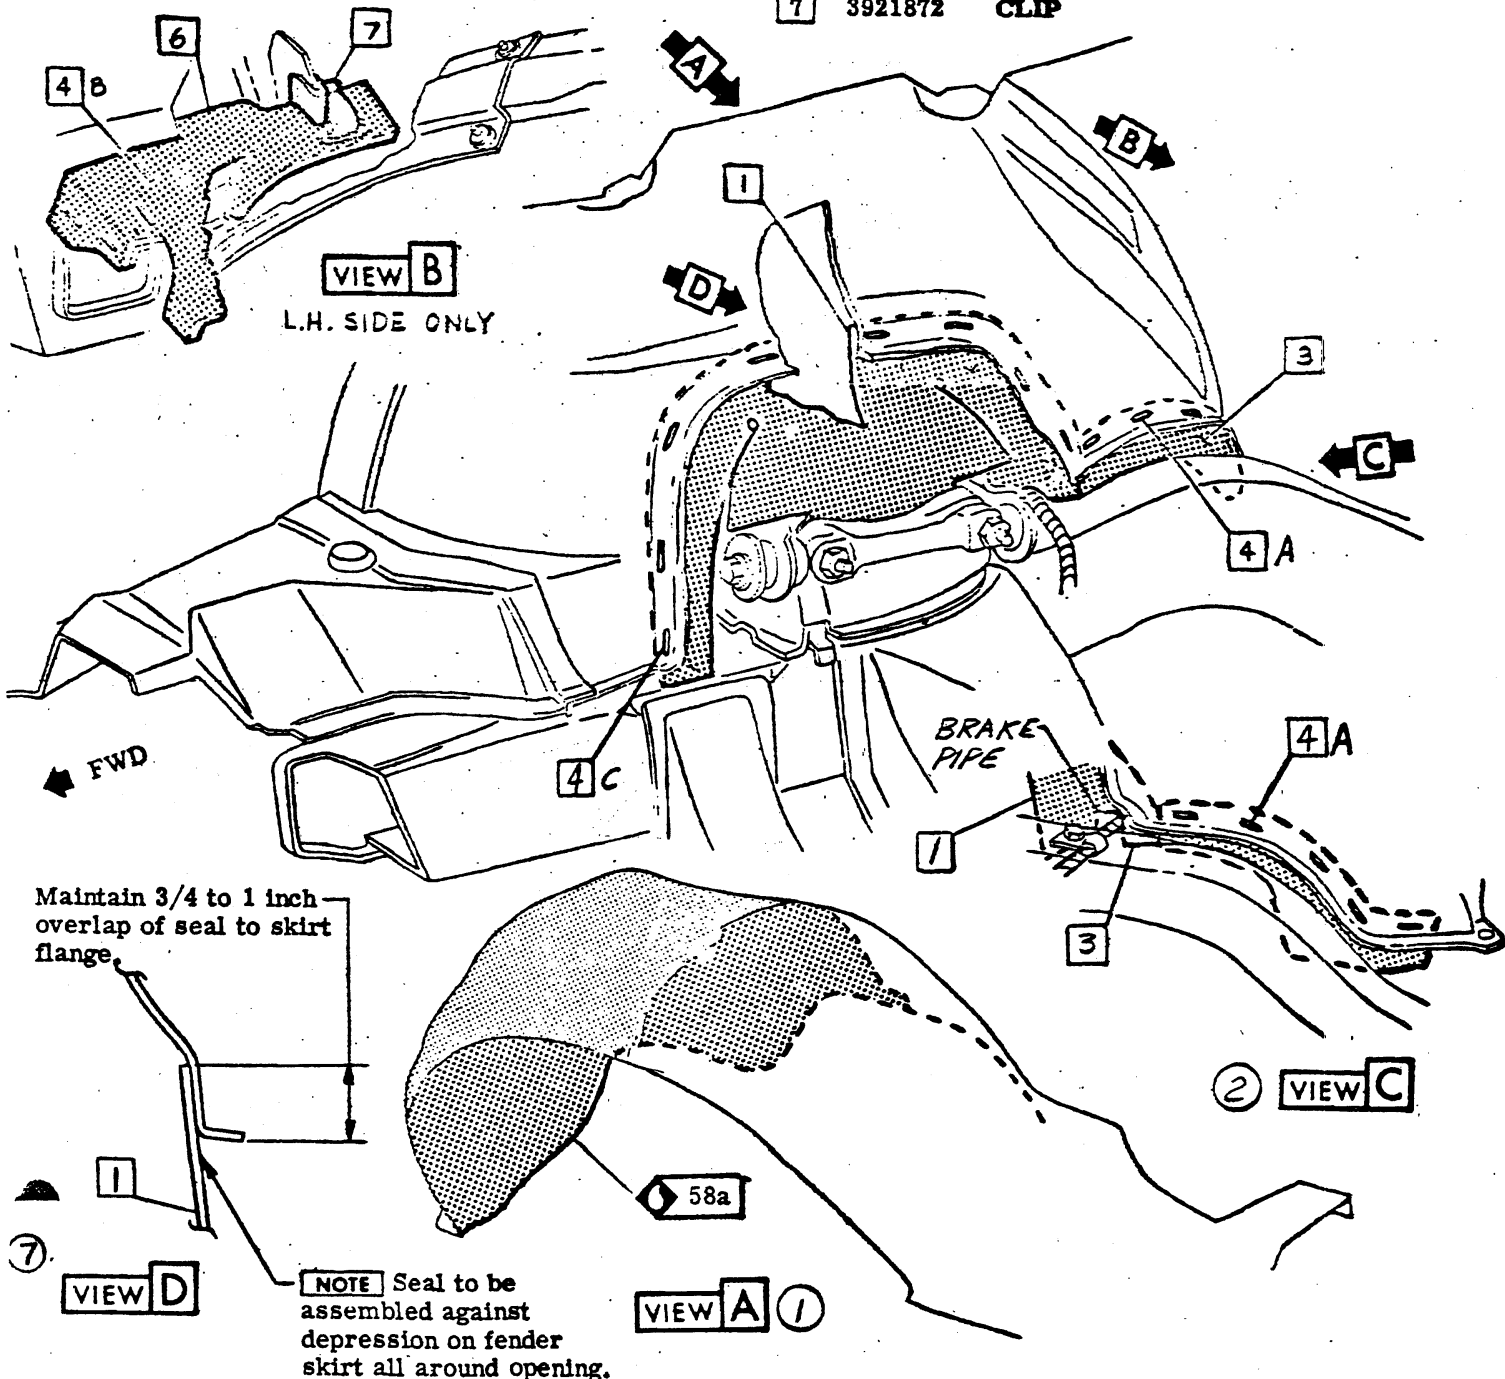 7 3921872 CLIP
6
7
4 B
A
B
1
VIEW B
L.H. SIDE ONLY
D
3
C
4 A
BRAKE
PIPE
4 A
FWD
4 C
1
3
Maintain 3/4 to 1 inch
overlap of seal to skirt
flange.
2 VIEW C
1
58a
7
VIEW D
NOTE Seal to be
assembled against
depression on fender
skirt all around opening.
VIEW A 1